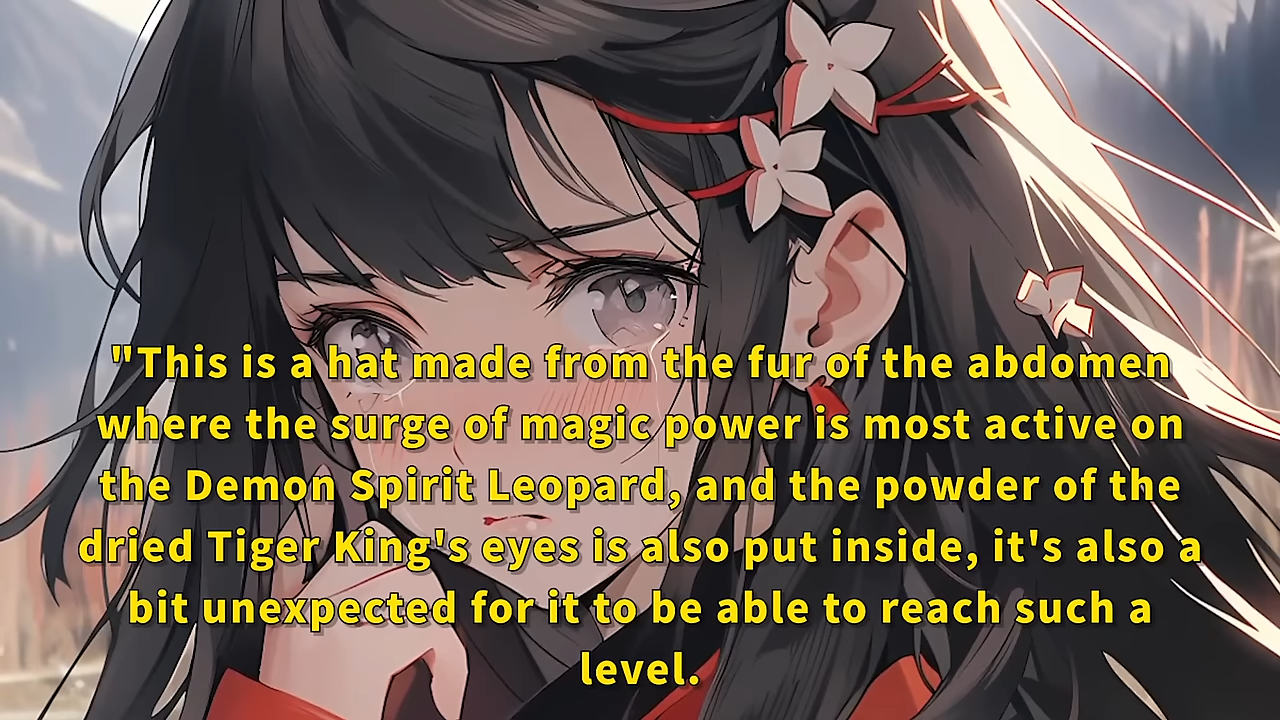 "This is a hat made from the fur of the abdomen
where the surge of magic power is most active on
the Demon Spirit Leopard, and the powder of the
dried Tiger King's eyes is also put inside, it's also a
bit unexpected for it to be able to reach such a
level.